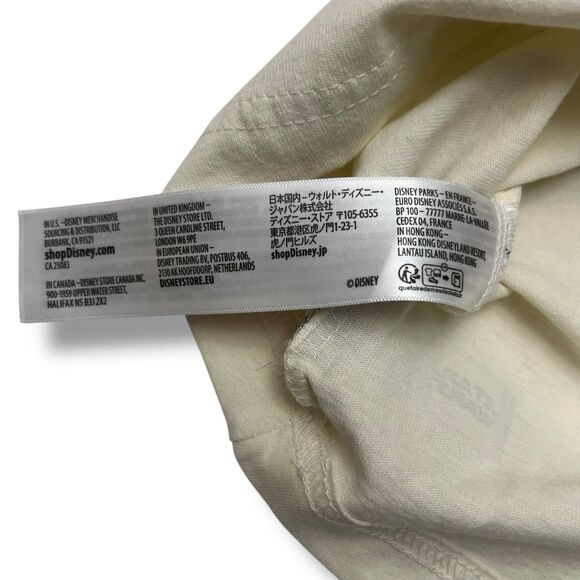 IN U.S. –DISNEY MERCHANDISE
SOURCING & DISTRIBUTION, LLC
BURBANK, CA 91521
shopDisney.com
CA 25083
IN CANADA – DISNEY STORE CANADA INC.
900-1959 UPPER WATER STREET,
HALIFAX NS B3J 2X2
IN UNITED KINGDOM –
THE DISNEY STORE LTD.
3 QUEEN CAROLINE STREET,
LONDON W6 9PE
IN EUROPEAN UNION –
DISNEY TRADING BV, POSTBUS 406,
2130 AK HOOFDDORP, NETHERLANDS
DISNEYSTORE.EU
日本国内 – ウォルト・ディズニー・
ジャパン株式会社
ディズニー・ストア 〒105-6355
東京都港区虎ノ門1-23-1
虎ノ門ヒルズ
shopDisney.jp
© DISNEY
DISNEY PARKS – EN FRANCE –
EURO DISNEY ASSOCIÉS S.A.S.
BP 100 – 77777 MARNE-LA-VALLÉE
CEDEX 04, FRANCE
IN HONG KONG –
HONG KONG DISNEYLAND RESORT,
LANTAU ISLAND, HONG KONG
quefairedemesdechets.fr
STAR